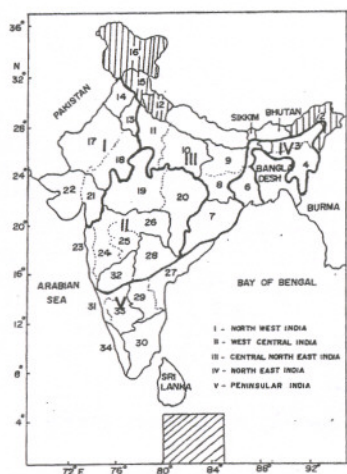 36°
N
32°
28°
24°
20°
16°
12°
8°
4°
72°E 76° 80° 84° 88° 92°
PAKISTAN
SIKKIM
BHUTAN
BANGLA
DESH
BURMA
ARABIAN
SEA
BAY OF BENGAL
SRI
LANKA
16
15
14
12
13
17
I
18
11
10
III
9
8
2
IV
3
4
6
22
21
19
20
7
23
II
26
25
24
28
27
32
31
V
33
29
34
30
I - NORTH WEST INDIA
II - WEST CENTRAL INDIA
III - CENTRAL NORTH EAST INDIA
IV - NORTH EAST INDIA
V - PENINSULAR INDIA